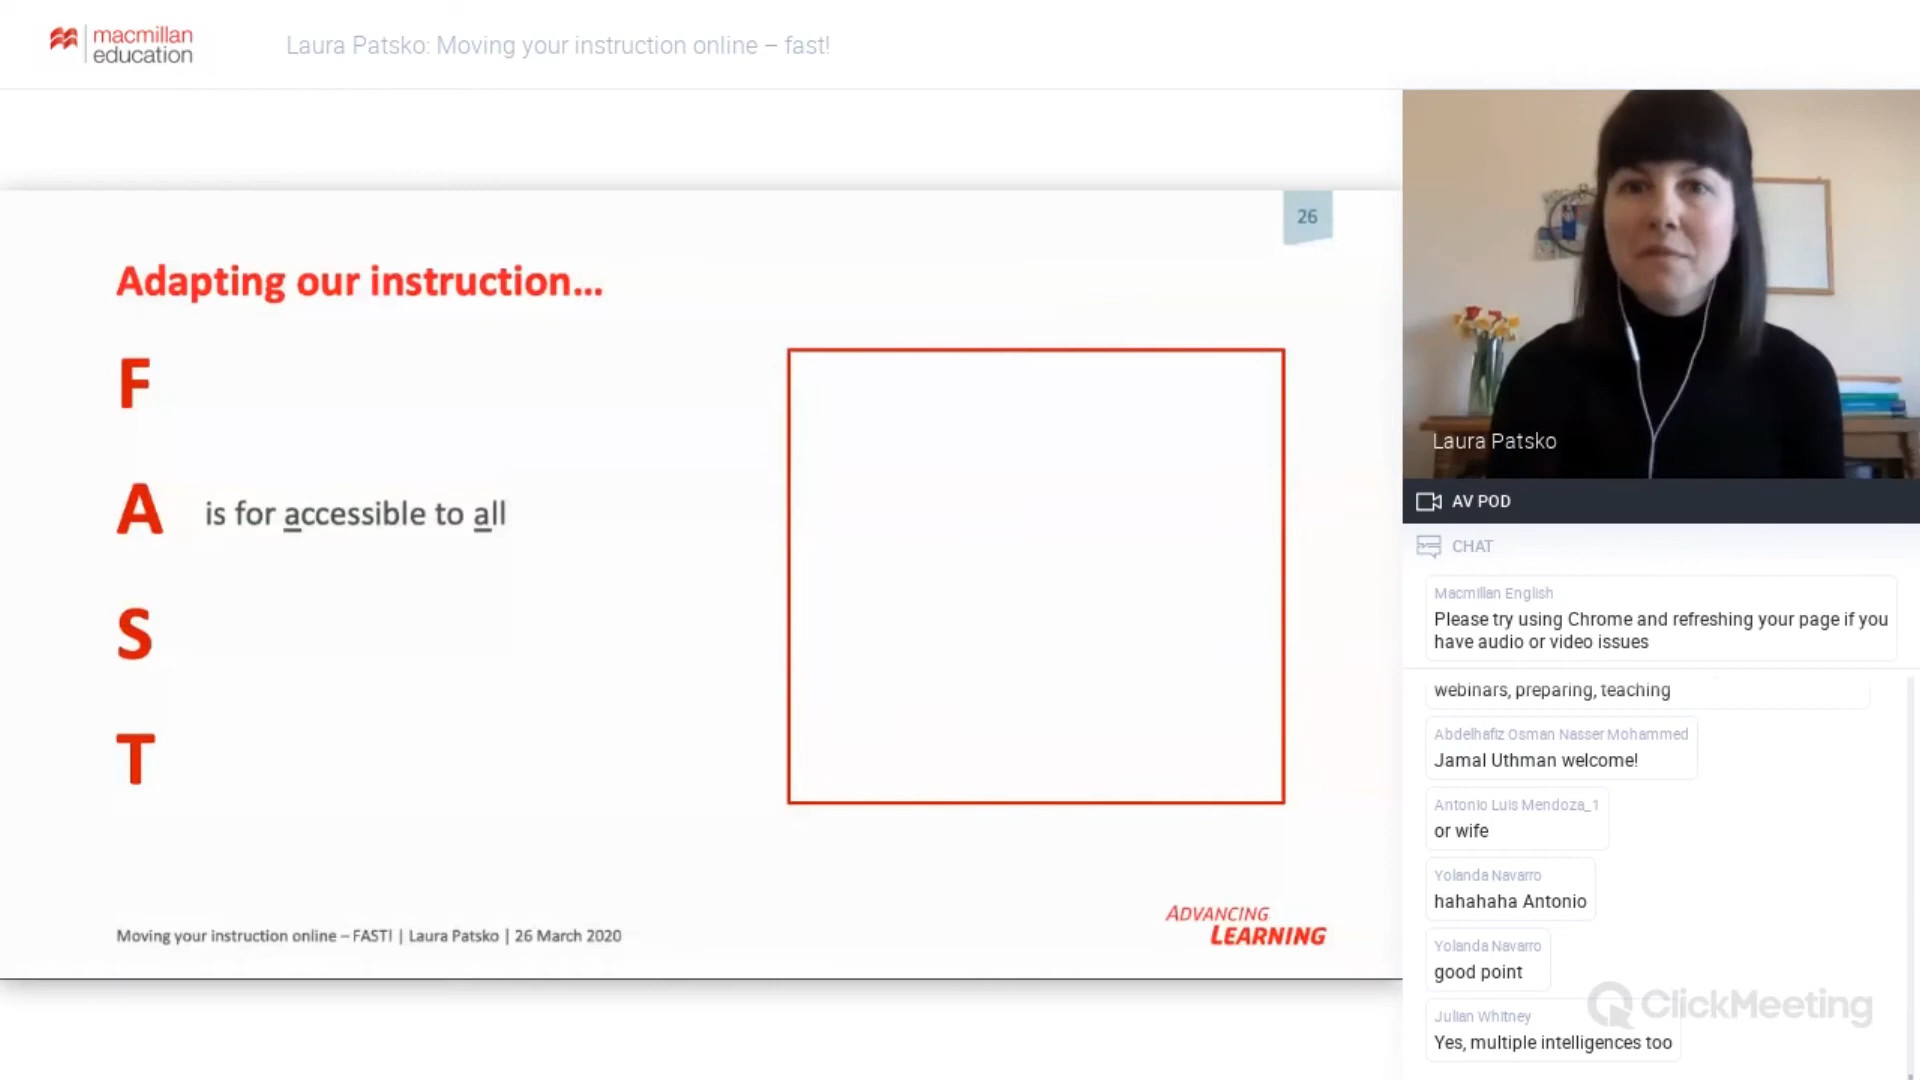 macmillan
education
Laura Patsko: Moving your instruction online – fast!
26
Adapting our instruction...
F
A is for accessible to all
S
T
Moving your instruction online – FAST! | Laura Patsko | 26 March 2020
ADVANCING
LEARNING
Laura Patsko
AV POD
CHAT
Macmillan English
Please try using Chrome and refreshing your page if you
have audio or video issues
webinars, preparing, teaching
Abdelhafiz Osman Nasser Mohammed
Jamal Uthman welcome!
Antonio Luis Mendoza_1
or wife
Yolanda Navarro
hahahaha Antonio
Yolanda Navarro
good point
ClickMeeting
Julian Whitney
Yes, multiple intelligences too